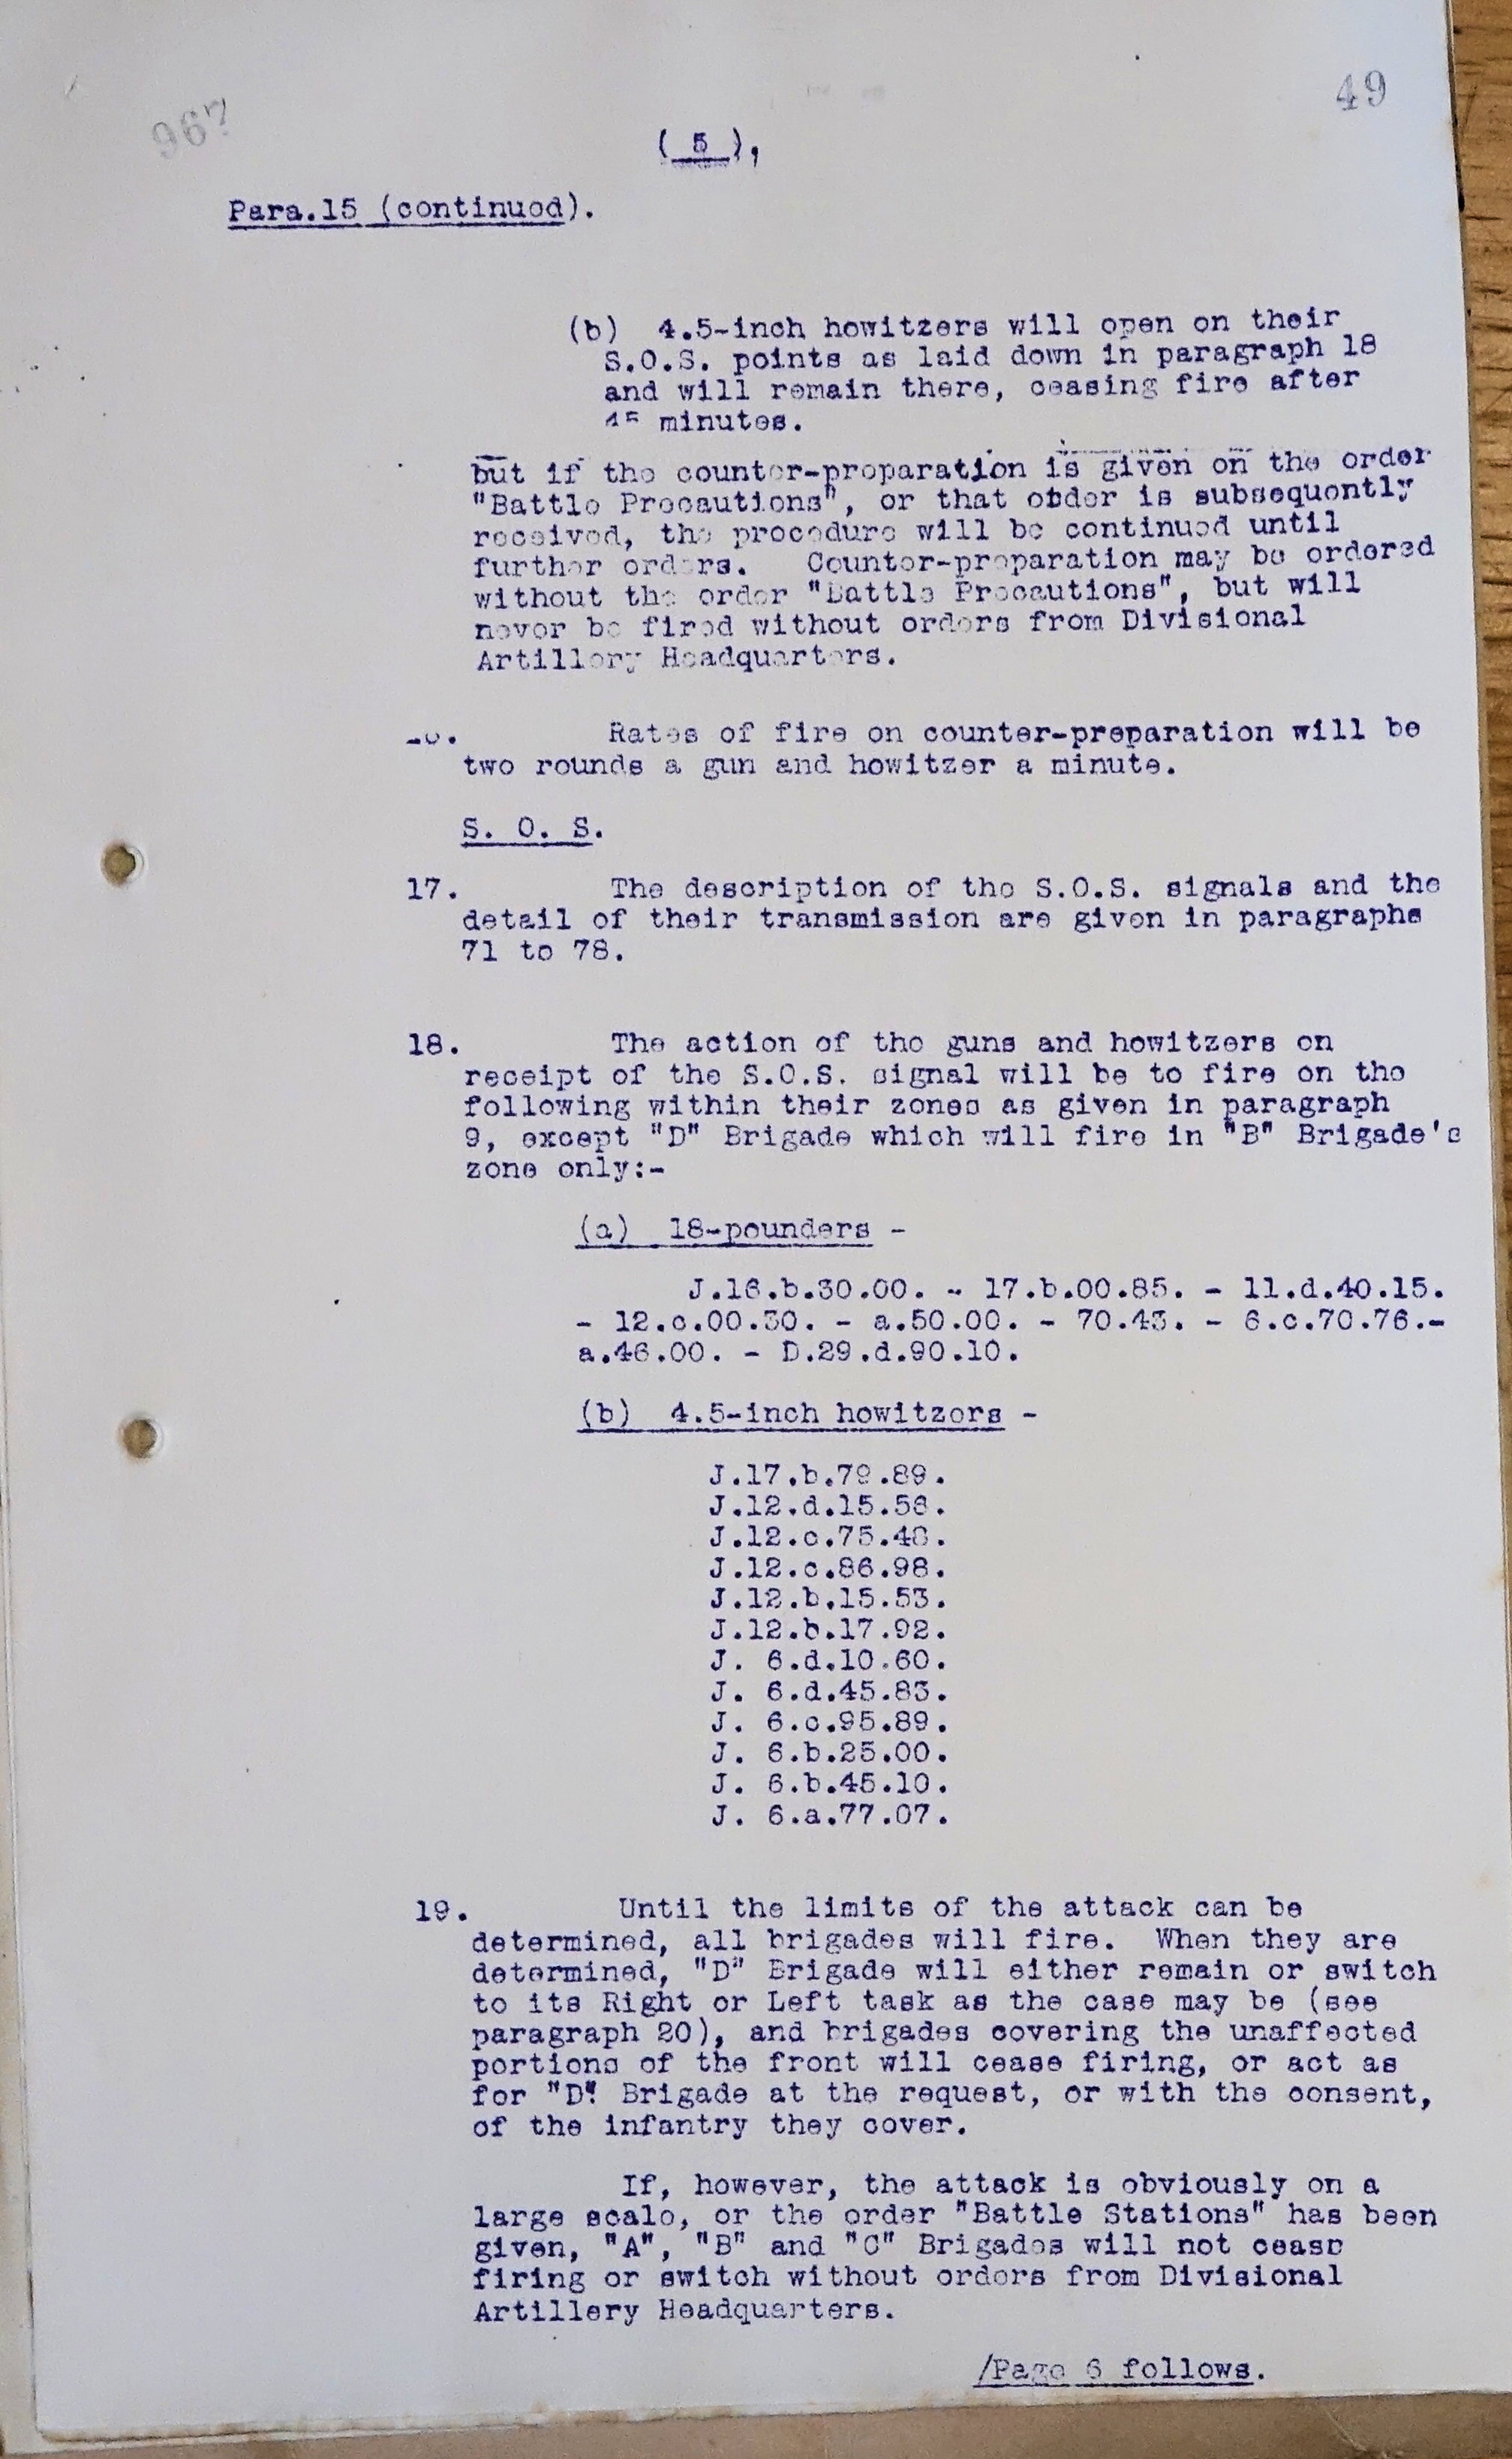 967
49
( 5 ),
Para.15 (continued).
(b) 4.5-inch howitzers will open on their
S.O.S. points as laid down in paragraph 18
and will remain there, ceasing fire after
45 minutes.
but if the counter-preparation is given on the order
"Battle Precautions", or that otder is subsequently
received, the procedure will be continued until
further orders. Counter-preparation may be ordered
without the order "Battle Precautions", but will
never be fired without orders from Divisional
Artillery Headquarters.
Rates of fire on counter-preparation will be
two rounds a gun and howitzer a minute.
S. O. S.
17. The description of the S.O.S. signals and the
detail of their transmission are given in paragraphs
71 to 78.
18. The action of the guns and howitzers on
receipt of the S.O.S. signal will be to fire on the
following within their zones as given in paragraph
9, except "D" Brigade which will fire in "B" Brigade's
zone only:-
(a) 18-pounders -
J.16.b.30.00. - 17.b.00.85. - 11.d.40.15.
- 12.c.00.30. - a.50.00. - 70.43. - 6.c.70.76.-
a.46.00. - D.29.d.90.10.
(b) 4.5-inch howitzers -
J.17.b.79.89.
J.12.d.15.56.
J.12.c.75.48.
J.12.c.86.98.
J.12.b.15.53.
J.12.b.17.92.
J. 6.d.10.60.
J. 6.d.45.83.
J. 6.c.95.89.
J. 6.b.25.00.
J. 6.b.45.10.
J. 6.a.77.07.
19. Until the limits of the attack can be
determined, all brigades will fire. When they are
determined, "D" Brigade will either remain or switch
to its Right or Left task as the case may be (see
paragraph 20), and brigades covering the unaffected
portions of the front will cease firing, or act as
for "D" Brigade at the request, or with the consent,
of the infantry they cover.
If, however, the attack is obviously on a
large scale, or the order "Battle Stations" has been
given, "A", "B" and "C" Brigades will not cease
firing or switch without orders from Divisional
Artillery Headquarters.
/Page 6 follows.